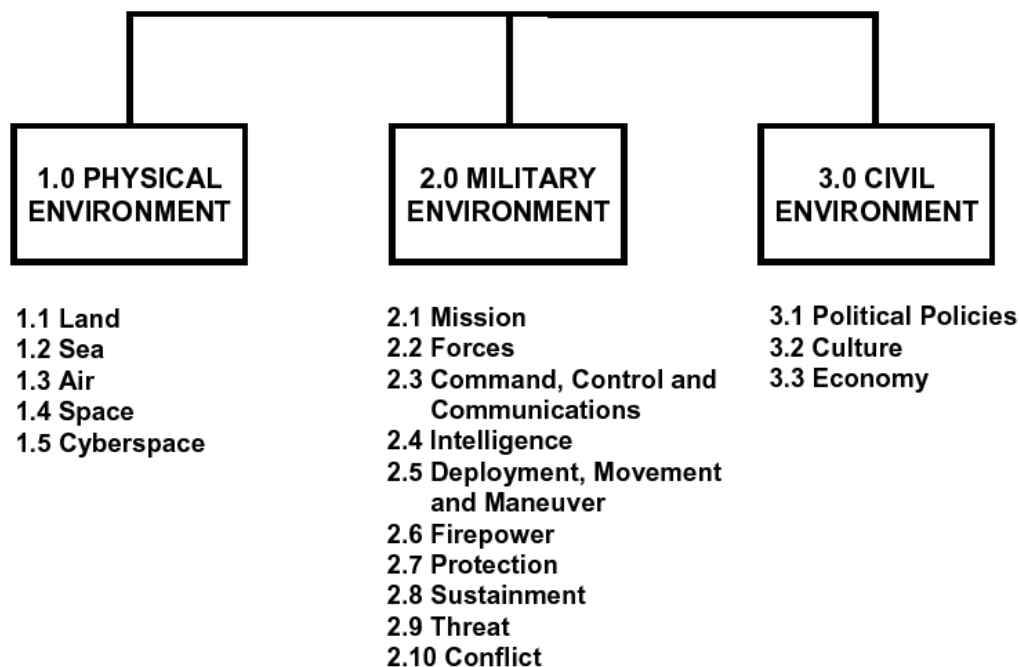 1.0 PHYSICAL
ENVIRONMENT
1.1 Land
1.2 Sea
1.3 Air
1.4 Space
1.5 Cyberspace
2.0 MILITARY
ENVIRONMENT
2.1 Mission
2.2 Forces
2.3 Command, Control and
Communications
2.4 Intelligence
2.5 Deployment, Movement
and Maneuver
2.6 Firepower
2.7 Protection
2.8 Sustainment
2.9 Threat
2.10 Conflict
3.0 CIVIL
ENVIRONMENT
3.1 Political Policies
3.2 Culture
3.3 Economy